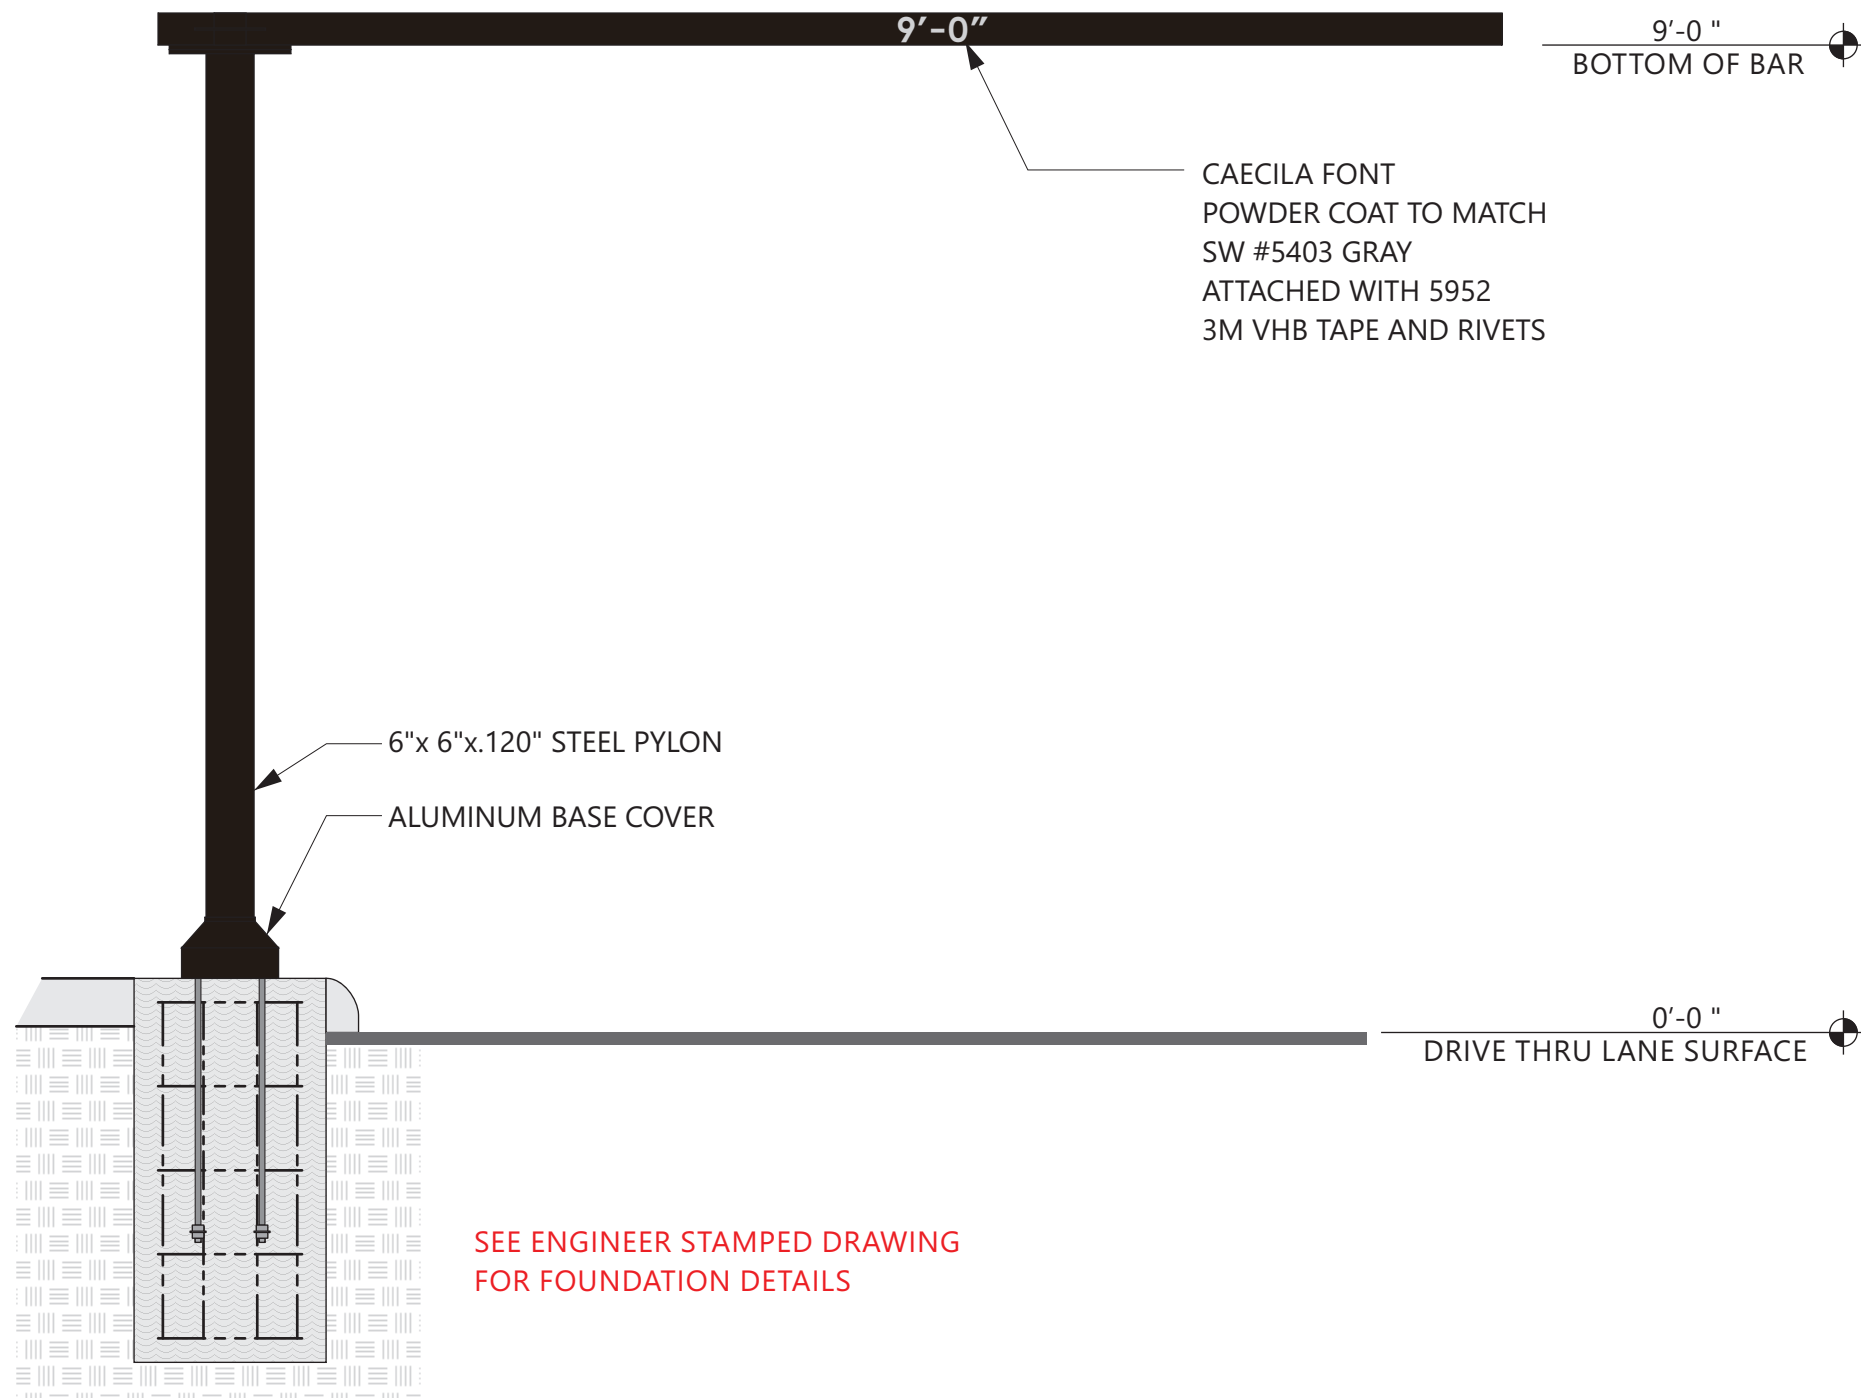 9’-0”
9’-0 "
BOTTOM OF BAR
CAECILA FONT
POWDER COAT TO MATCH
SW #5403 GRAY
ATTACHED WITH 5952
3M VHB TAPE AND RIVETS
6"x 6"x.120" STEEL PYLON
ALUMINUM BASE COVER
0’-0 "
DRIVE THRU LANE SURFACE
SEE ENGINEER STAMPED DRAWING
FOR FOUNDATION DETAILS